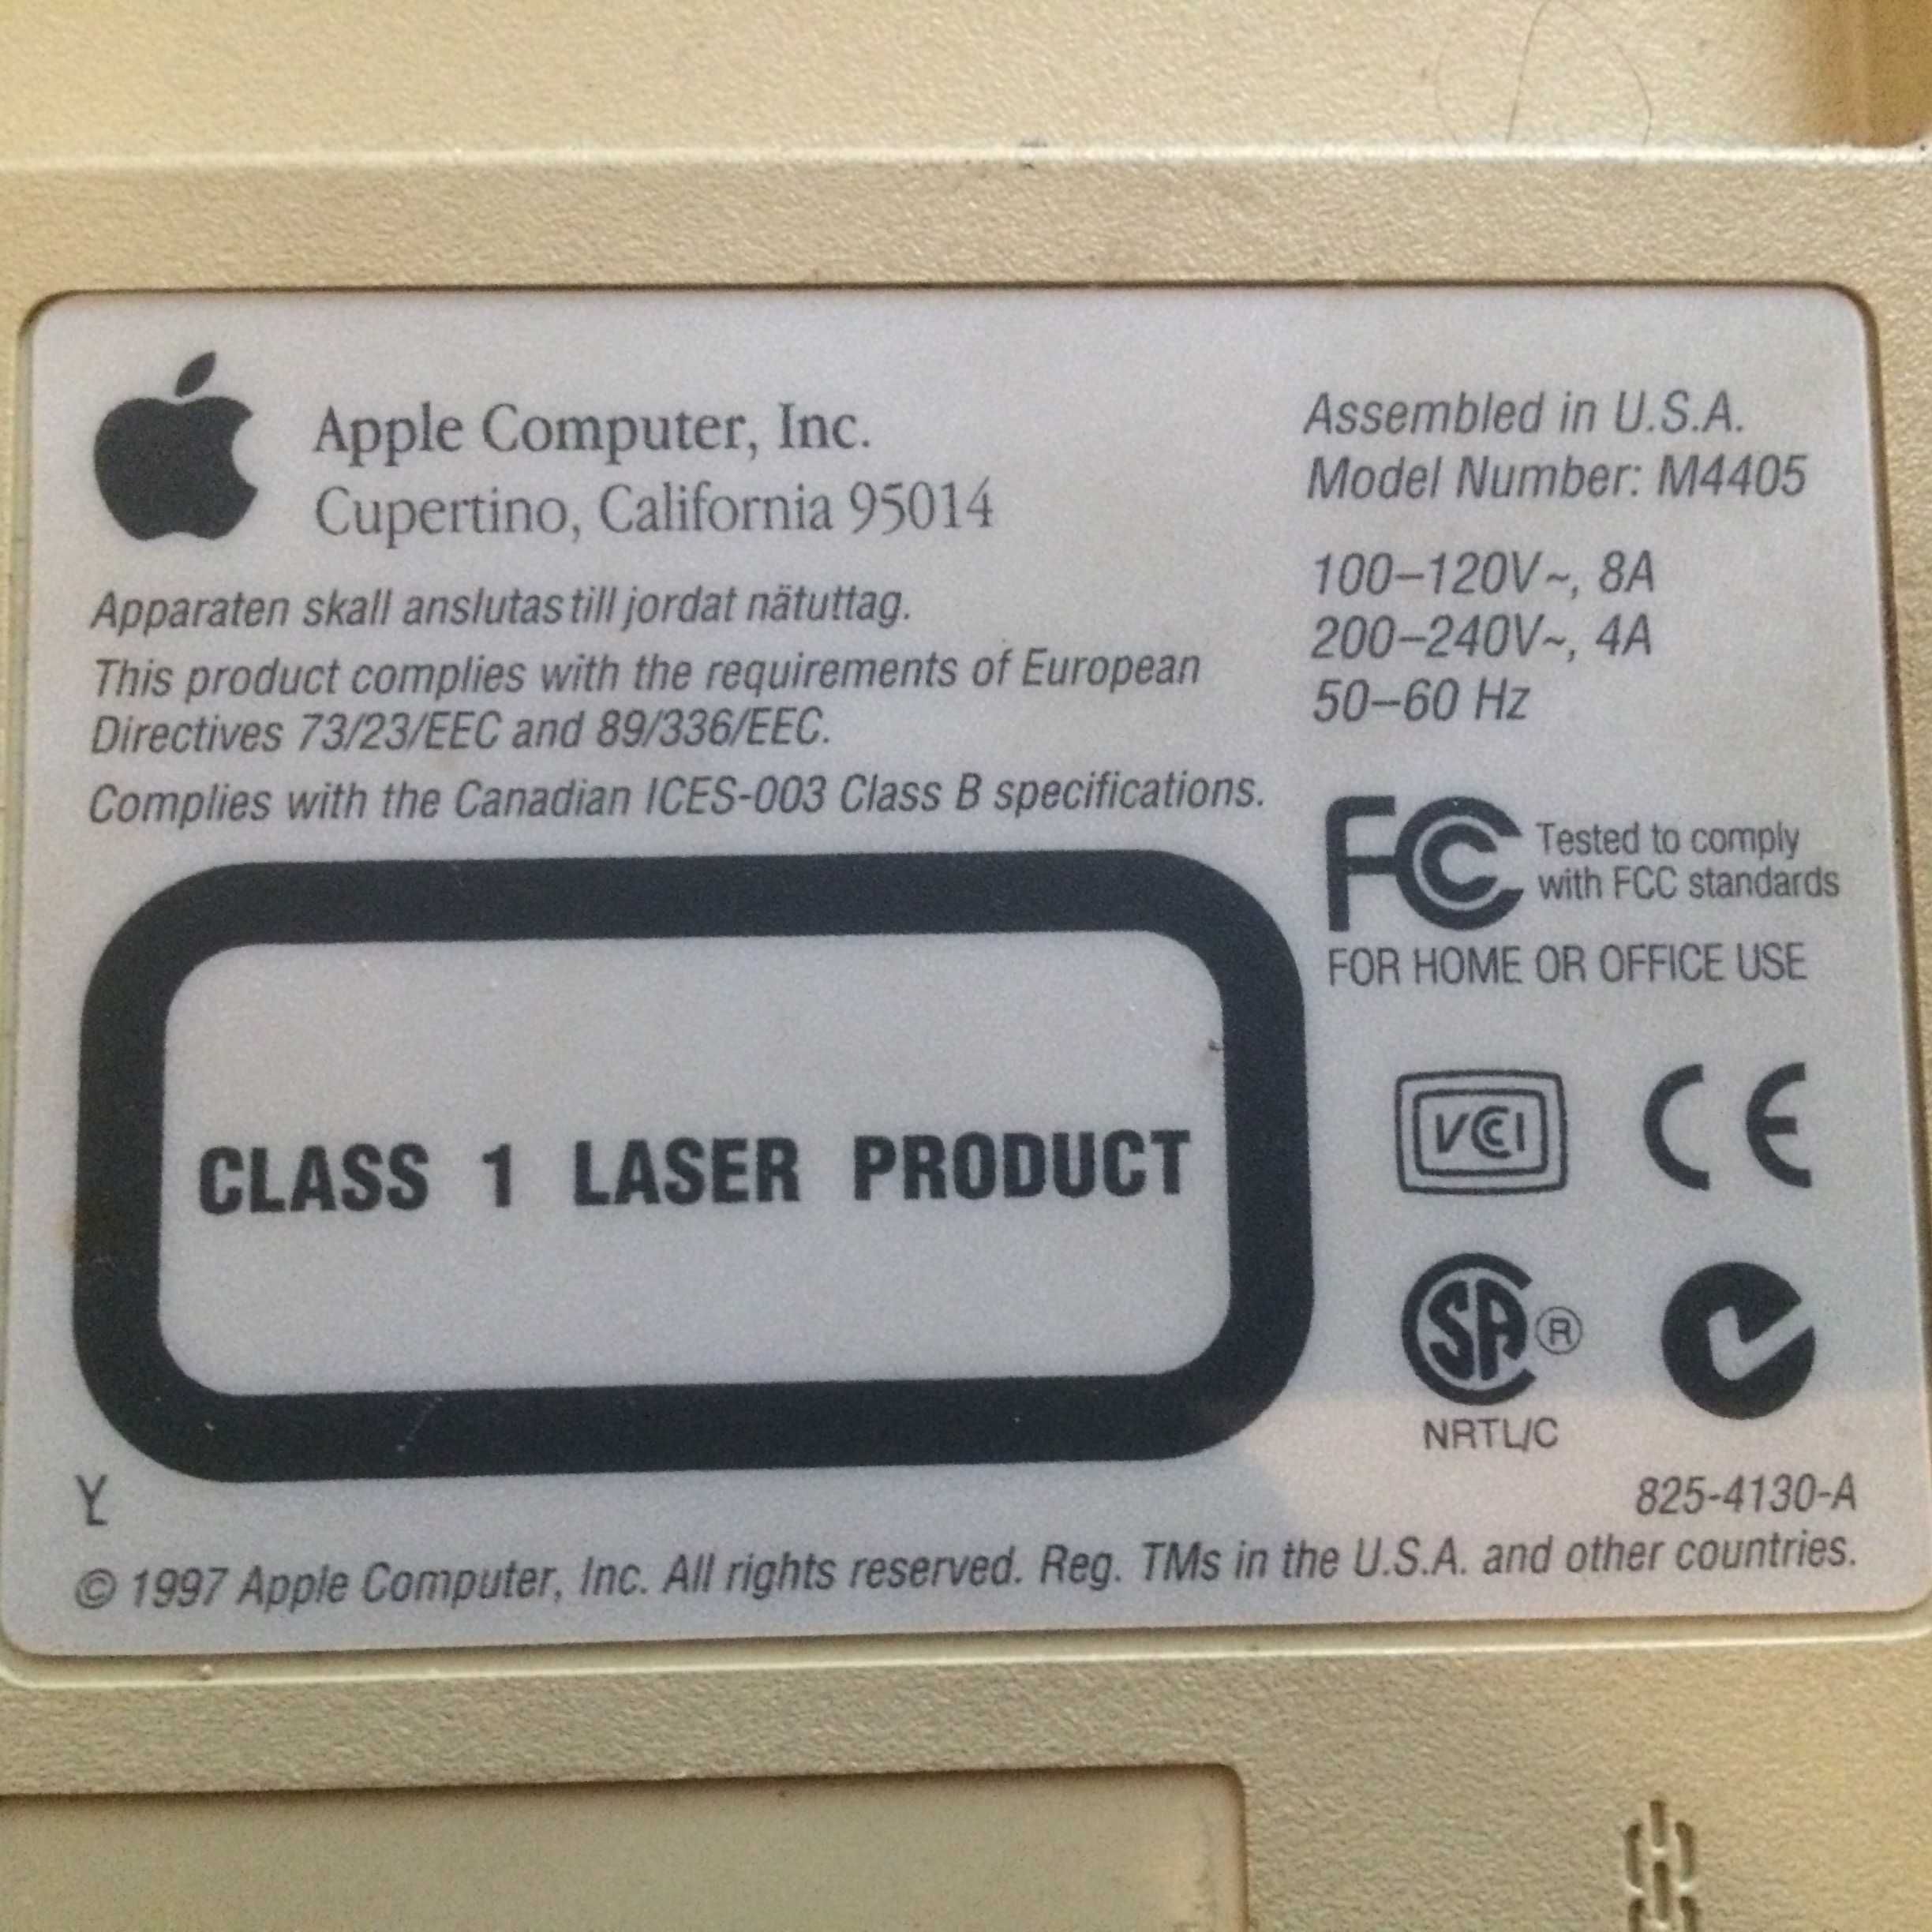 Apple Computer, Inc.
Cupertino, California 95014
Apparaten skall anslutas till jordat nätuttag.
This product complies with the requirements of European
Directives 73/23/EEC and 89/336/EEC.
Complies with the Canadian ICES-003 Class B specifications.
CLASS 1 LASER PRODUCT
Assembled in U.S.A.
Model Number: M4405
100–120V~, 8A
200–240V~, 4A
50–60 Hz
FC Tested to comply
with FCC standards
FOR HOME OR OFFICE USE
VCCI CE
SA ®
NRTL/C
825-4130-A
YL
© 1997 Apple Computer, Inc. All rights reserved. Reg. TMs in the U.S.A. and other countries.